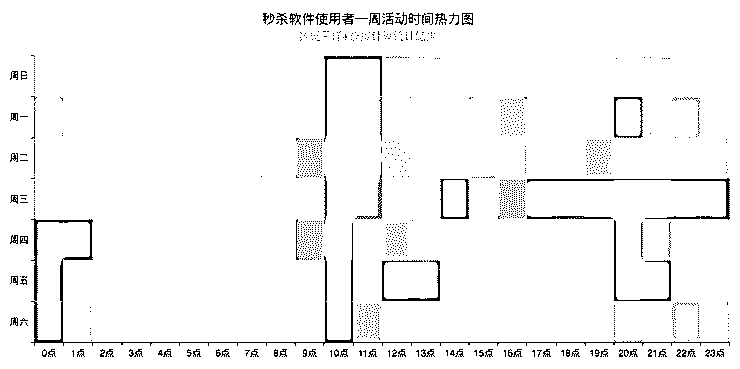 秒杀软件使用者一周活动时间热力图
周日
周一
周二
周三
周四
周五
周六
0点 1点 2点 3点 4点 5点 6点 7点 8点 9点 10点 11点 12点 13点 14点 15点 16点 17点 18点 19点 20点 21点 22点 23点